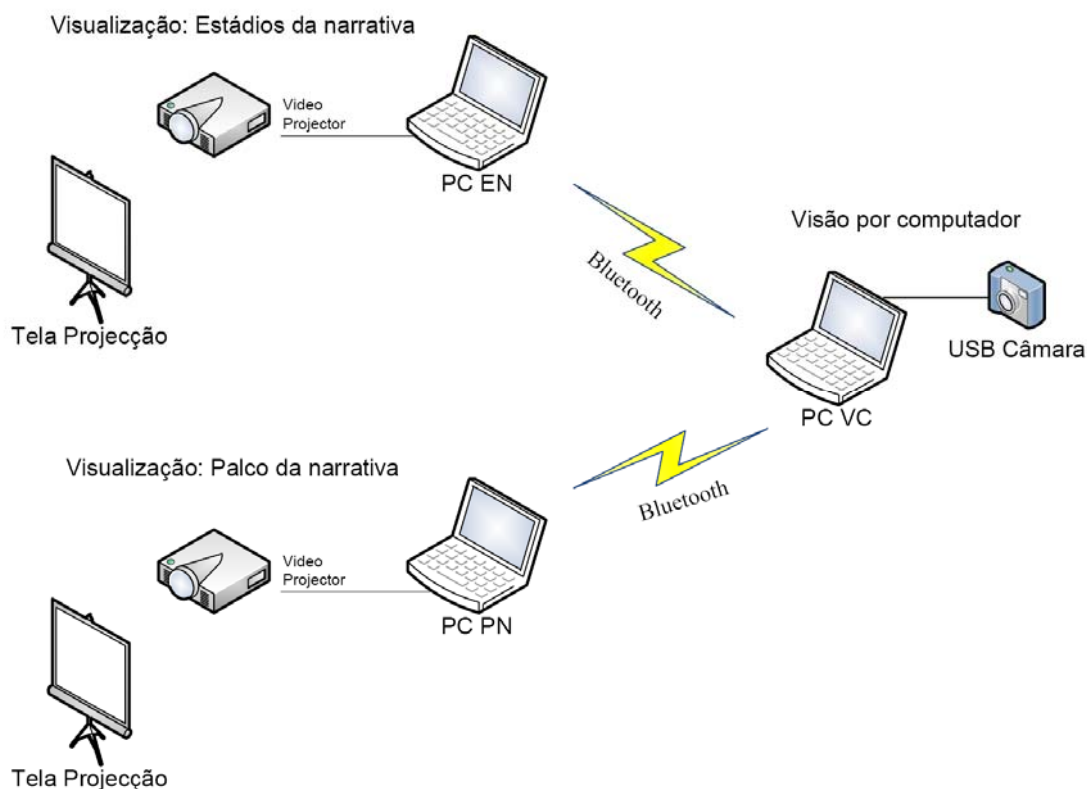 Visualização: Estádios da narrativa
Video
Projector
PC EN
Tela Projecção
Bluetooth
Visão por computador
USB Câmara
PC VC
Visualização: Palco da narrativa
Bluetooth
Video
Projector
PC PN
Tela Projecção